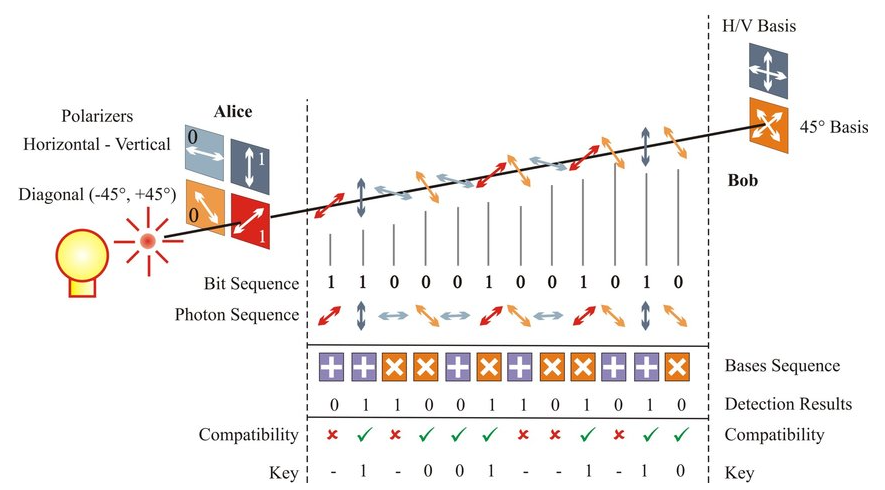 H/V Basis
Polarizers
Alice
0
Horizontal - Vertical
1
45° Basis
Diagonal (-45°, +45°)
0
1
Bob
Bit Sequence 1 1 0 0 0 1 0 0 1 0 1 0
Photon Sequence
Bases Sequence
0 1 1 0 0 1 1 0 1 0 1 0 Detection Results
Compatibility ✗ ✓ ✗ ✓ ✓ ✓ ✗ ✗ ✓ ✗ ✓ ✓ Compatibility
Key - 1 - 0 0 1 - - 1 - 1 0 Key